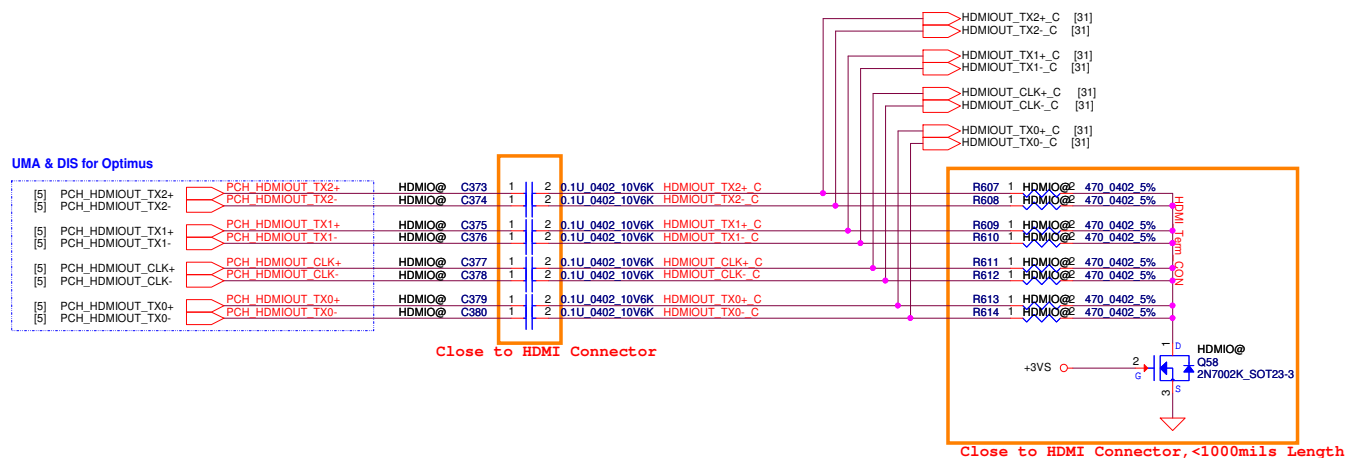 HDMIOUT_TX2+_C [31]
HDMIOUT_TX2-_C [31]
HDMIOUT_TX1+_C [31]
HDMIOUT_TX1-_C [31]
HDMIOUT_CLK+_C [31]
HDMIOUT_CLK-_C [31]
HDMIOUT_TX0+_C [31]
HDMIOUT_TX0-_C [31]
UMA & DIS for Optimus
[5] PCH_HDMIOUT_TX2+ PCH_HDMIOUT_TX2+ HDMIO@ C373 1 2 0.1U_0402_10V6K HDMIOUT_TX2+_C R607 1 HDMIO@ 2 470_0402_5%
[5] PCH_HDMIOUT_TX2- PCH_HDMIOUT_TX2- HDMIO@ C374 1 2 0.1U_0402_10V6K HDMIOUT_TX2-_C R608 1 HDMIO@ 2 470_0402_5%
[5] PCH_HDMIOUT_TX1+ PCH_HDMIOUT_TX1+ HDMIO@ C375 1 2 0.1U_0402_10V6K HDMIOUT_TX1+_C R609 1 HDMIO@ 2 470_0402_5%
[5] PCH_HDMIOUT_TX1- PCH_HDMIOUT_TX1- HDMIO@ C376 1 2 0.1U_0402_10V6K HDMIOUT_TX1-_C R610 1 HDMIO@ 2 470_0402_5%
[5] PCH_HDMIOUT_CLK+ PCH_HDMIOUT_CLK+ HDMIO@ C377 1 2 0.1U_0402_10V6K HDMIOUT_CLK+_C R611 1 HDMIO@ 2 470_0402_5%
[5] PCH_HDMIOUT_CLK- PCH_HDMIOUT_CLK- HDMIO@ C378 1 2 0.1U_0402_10V6K HDMIOUT_CLK-_C R612 1 HDMIO@ 2 470_0402_5%
[5] PCH_HDMIOUT_TX0+ PCH_HDMIOUT_TX0+ HDMIO@ C379 1 2 0.1U_0402_10V6K HDMIOUT_TX0+_C R613 1 HDMIO@ 2 470_0402_5%
[5] PCH_HDMIOUT_TX0- PCH_HDMIOUT_TX0- HDMIO@ C380 1 2 0.1U_0402_10V6K HDMIOUT_TX0-_C R614 1 HDMIO@ 2 470_0402_5%
Close to HDMI Connector
1 D HDMIO@
+3VS 2 G Q58
2N7002K_SOT23-3
3 S
Close to HDMI Connector,<1000mils Length